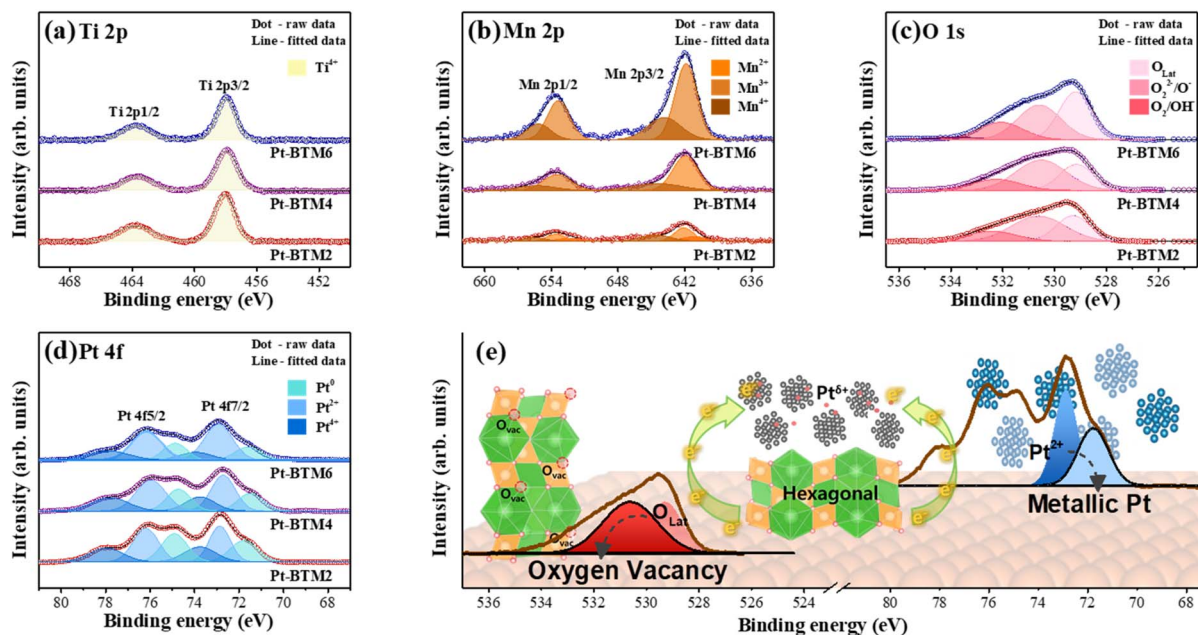 (a) Ti 2p
Dot - raw data
Line - fitted data
Ti⁴⁺
Ti 2p1/2
Ti 2p3/2
Pt-BTM6
Pt-BTM4
Pt-BTM2
Intensity (arb. units)
468 464 460 456 452
Binding energy (eV)
(b) Mn 2p
Dot - raw data
Line - fitted data
Mn²⁺
Mn³⁺
Mn⁴⁺
Mn 2p1/2
Mn 2p3/2
Pt-BTM6
Pt-BTM4
Pt-BTM2
Intensity (arb. units)
660 654 648 642 636
Binding energy (eV)
(c) O 1s
Dot - raw data
Line - fitted data
O_Lat
O₂²⁻/O⁻
O₂/OH
Pt-BTM6
Pt-BTM4
Pt-BTM2
Intensity (arb. units)
536 534 532 530 528 526 524
Binding energy (eV)
(d) Pt 4f
Dot - raw data
Line - fitted data
Pt⁰
Pt²⁺
Pt⁴⁺
Pt 4f5/2
Pt 4f7/2
Pt-BTM6
Pt-BTM4
Pt-BTM2
Intensity (arb. units)
80 78 76 74 72 70 68
Binding energy (eV)
(e)
Intensity (arb. units)
O_vac
O_vac
O_vac
O_vac
O_Lat
Oxygen Vacancy
e⁻
e⁻
e⁻
e⁻
e⁻
e⁻
Pt^δ+
Hexagonal
Pt²⁺
Metallic Pt
536 534 532 530 528 526 524 522 80 78 76 74 72 70 68
Binding energy (eV)
Binding energy (eV)